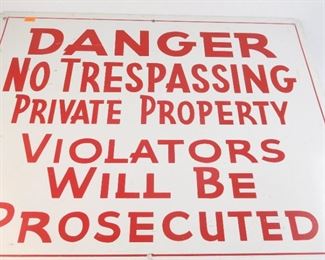 DANGER
NO TRESPASSING
PRIVATE PROPERTY
VIOLATORS
WILL BE
PROSECUTED